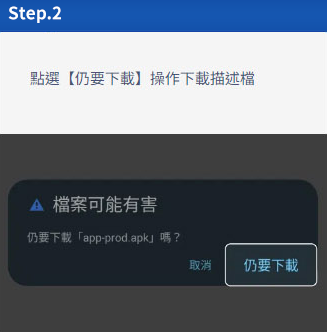 Step.2
點選【仍要下載】操作下載描述檔
檔案可能有害
仍要下載「app-prod.apk」嗎？
取消
仍要下載